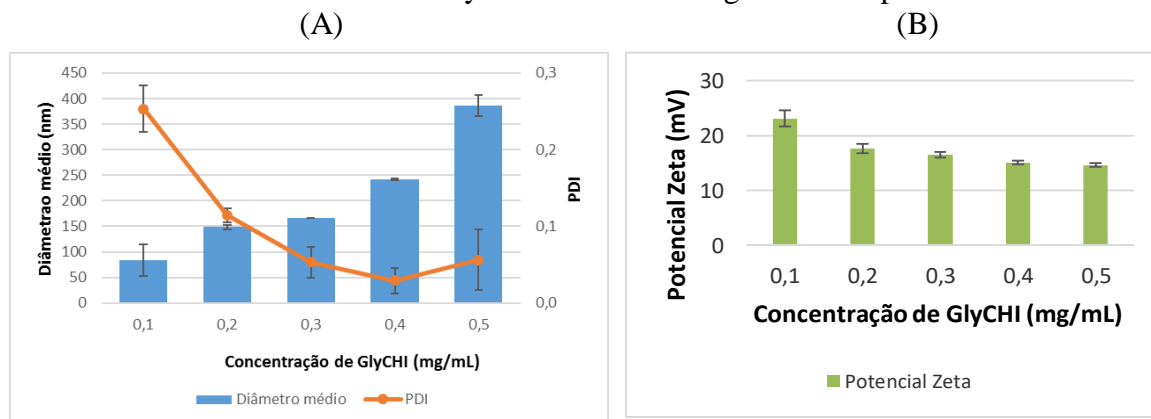 (A)
(B)
450
400
350
300
250
200
150
100
50
0
Diâmetrao médio (nm)
0,3
0,2
0,1
0,0
PDI
0,1 0,2 0,3 0,4 0,5
Concentração de GlyCHI (mg/mL)
Diâmetro médio PDI
30
20
10
0
Potencial Zeta (mV)
0,1 0,2 0,3 0,4 0,5
Concentração de GlyCHI (mg/mL)
Potencial Zeta